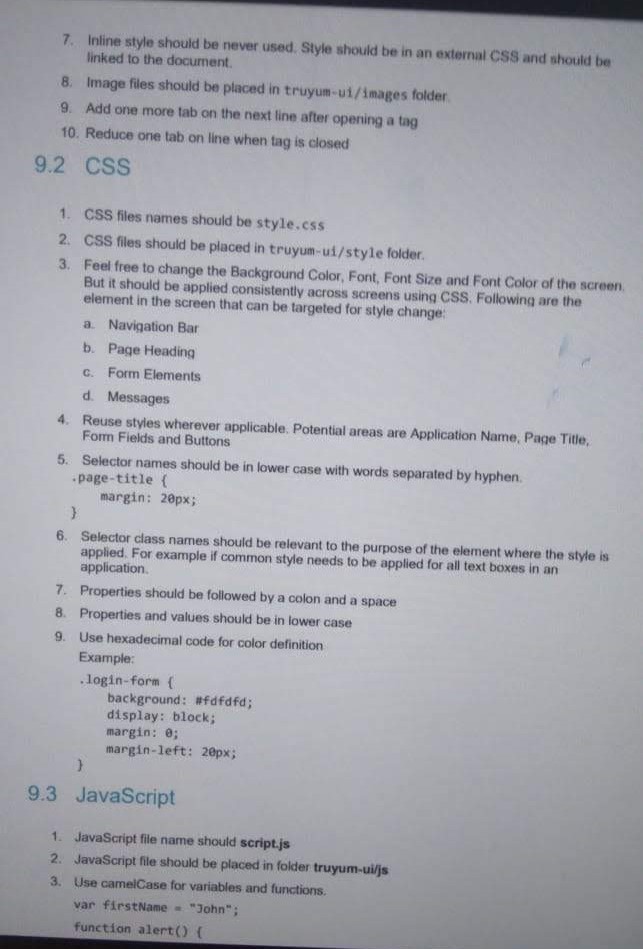 7. Inline style should be never used. Style should be in an external CSS and should be
linked to the document.
8. Image files should be placed in truyum-ui/images folder.
9. Add one more tab on the next line after opening a tag
10. Reduce one tab on line when tag is closed
9.2 CSS
1. CSS files names should be style.css
2. CSS files should be placed in truyum-ui/style folder.
3. Feel free to change the Background Color, Font, Font Size and Font Color of the screen.
But it should be applied consistently across screens using CSS. Following are the
element in the screen that can be targeted for style change:
a. Navigation Bar
b. Page Heading
c. Form Elements
d. Messages
4. Reuse styles wherever applicable. Potential areas are Application Name, Page Title,
Form Fields and Buttons
5. Selector names should be in lower case with words separated by hyphen.
.page-title {
margin: 20px;
}
6. Selector class names should be relevant to the purpose of the element where the style is
applied. For example if common style needs to be applied for all text boxes in an
application.
7. Properties should be followed by a colon and a space
8. Properties and values should be in lower case
9. Use hexadecimal code for color definition
Example:
.login-form {
background: #fdfdfd;
display: block;
margin: 0;
margin-left: 20px;
}
9.3 JavaScript
1. JavaScript file name should script.js
2. JavaScript file should be placed in folder truyum-ui/js
3. Use camelCase for variables and functions.
var firstName = "John";
function alert() {